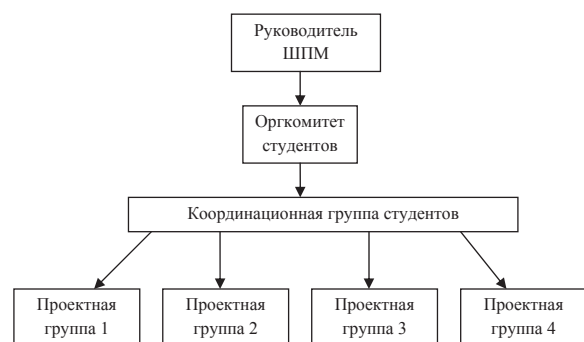 Руководитель
ШПМ
Оргкомитет
студентов
Координационная группа студентов
Проектная
группа 1
Проектная
группа 2
Проектная
группа 3
Проектная
группа 4